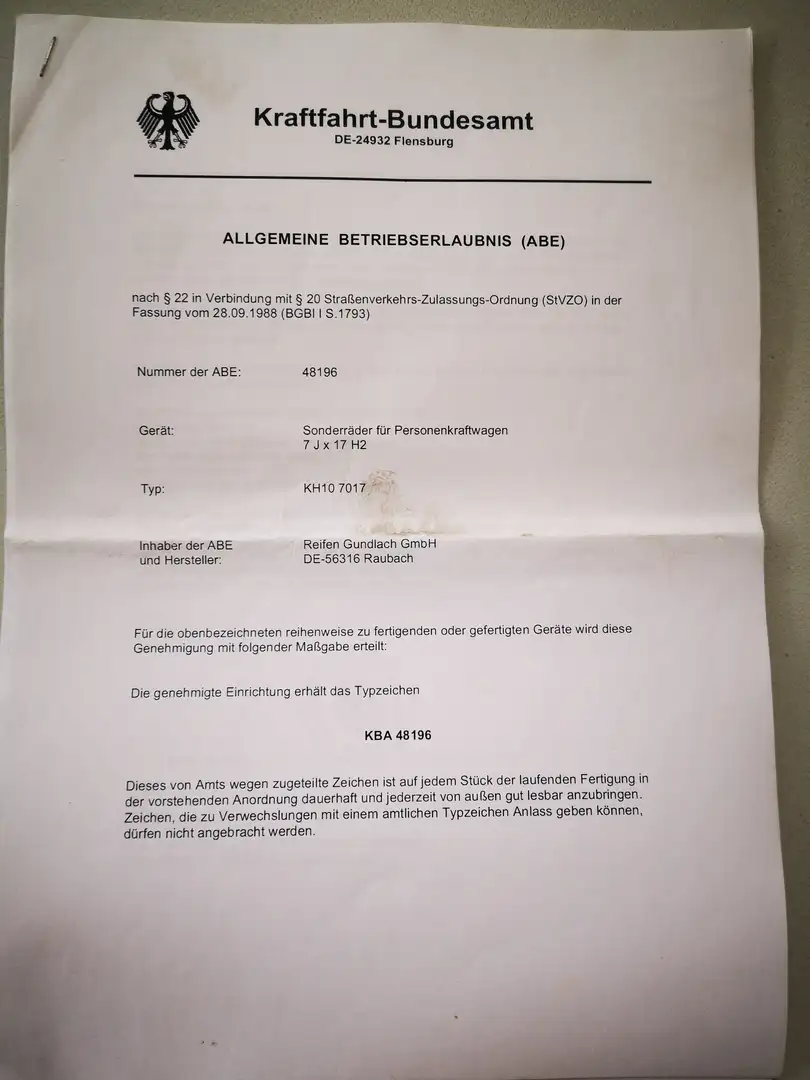 Kraftfahrt-Bundesamt
DE-24932 Flensburg
ALLGEMEINE BETRIEBSERLAUBNIS (ABE)
nach § 22 in Verbindung mit § 20 Straßenverkehrs-Zulassungs-Ordnung (StVZO) in der
Fassung vom 28.09.1988 (BGBl I S.1793)
Nummer der ABE: 48196
Gerät: Sonderräder für Personenkraftwagen
7 J x 17 H2
Typ: KH10 7017
Inhaber der ABE Reifen Gundlach GmbH
und Hersteller: DE-56316 Raubach
Für die obenbezeichneten reihenweise zu fertigenden oder gefertigten Geräte wird diese
Genehmigung mit folgender Maßgabe erteilt:
Die genehmigte Einrichtung erhält das Typzeichen
KBA 48196
Dieses von Amts wegen zugeteilte Zeichen ist auf jedem Stück der laufenden Fertigung in
der vorstehenden Anordnung dauerhaft und jederzeit von außen gut lesbar anzubringen.
Zeichen, die zu Verwechslungen mit einem amtlichen Typzeichen Anlass geben können,
dürfen nicht angebracht werden.